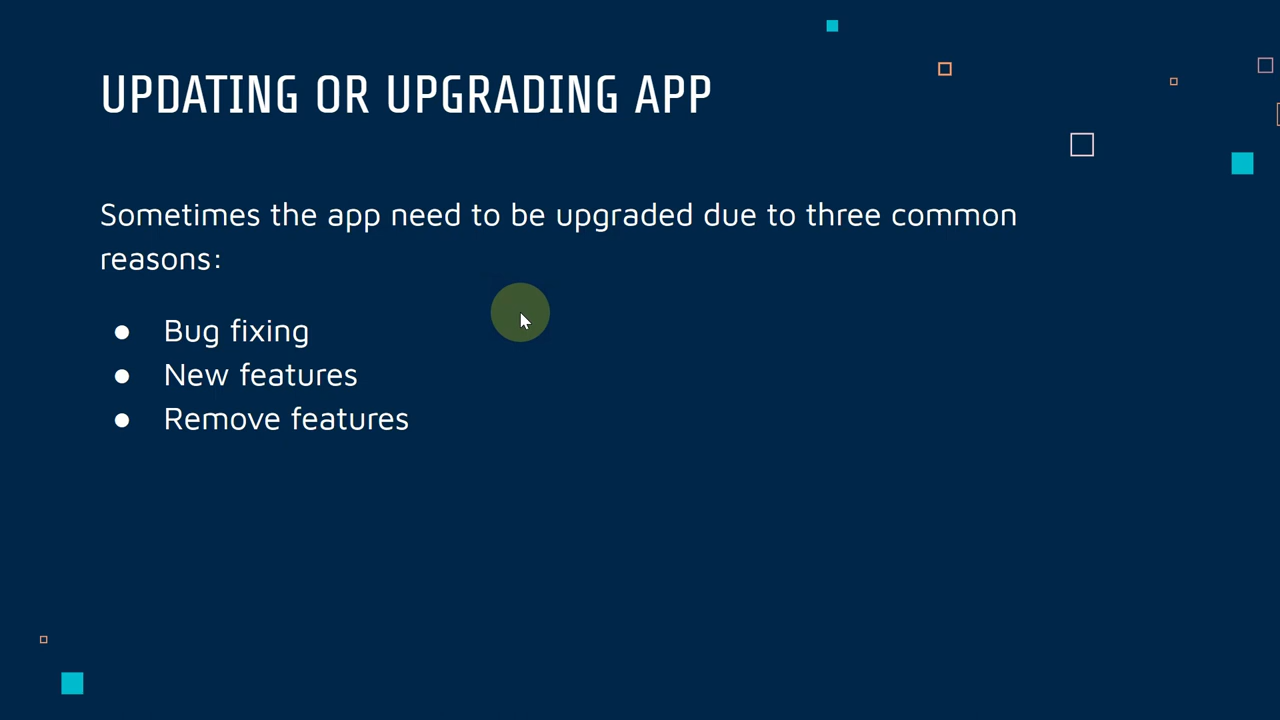 UPDATING OR UPGRADING APP
Sometimes the app need to be upgraded due to three common
reasons:
● Bug fixing
● New features
● Remove features